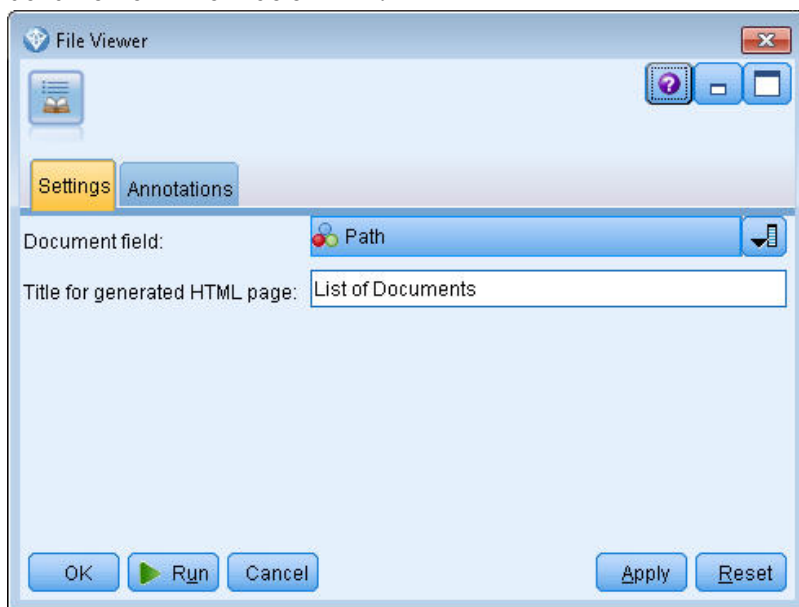 File Viewer
Settings
Annotations
Document field:
Path
Title for generated HTML page:
List of Documents
OK
Run
Cancel
Apply
Reset